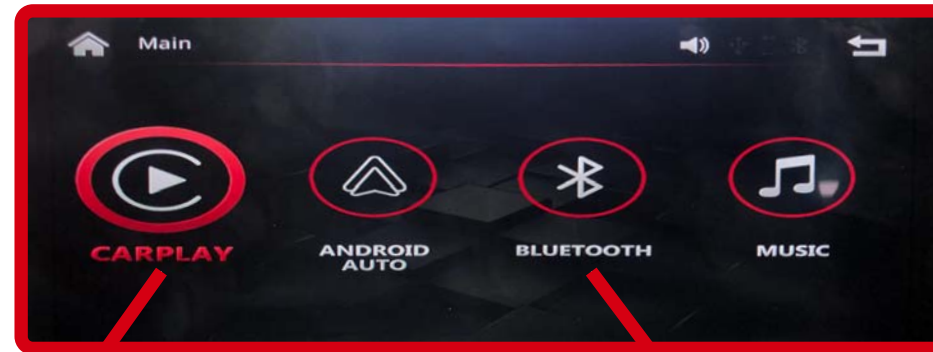 Main
CARPLAY
ANDROID
AUTO
BLUETOOTH
MUSIC